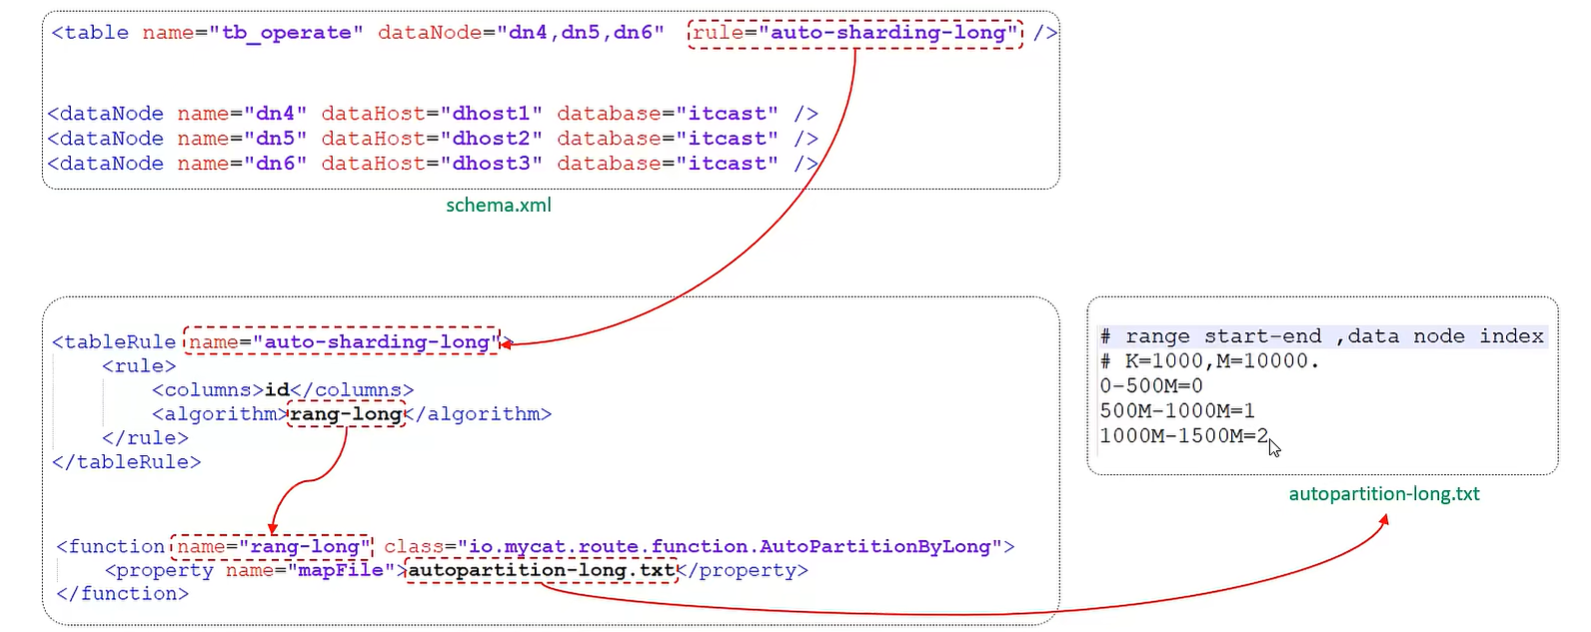 <table name="tb_operate" dataNode="dn4,dn5,dn6" rule="auto-sharding-long" />
<dataNode name="dn4" dataHost="dhost1" database="itcast" />
<dataNode name="dn5" dataHost="dhost2" database="itcast" />
<dataNode name="dn6" dataHost="dhost3" database="itcast" />
schema.xml
<tableRule name="auto-sharding-long">
<rule>
<columns>id</columns>
<algorithm>rang-long</algorithm>
</rule>
</tableRule>
<function name="rang-long" class="io.mycat.route.function.AutoPartitionByLong">
<property name="mapFile">autopartition-long.txt</property>
</function>
# range start-end ,data node index
# K=1000,M=10000.
0-500M=0
500M-1000M=1
1000M-1500M=2
autopartition-long.txt